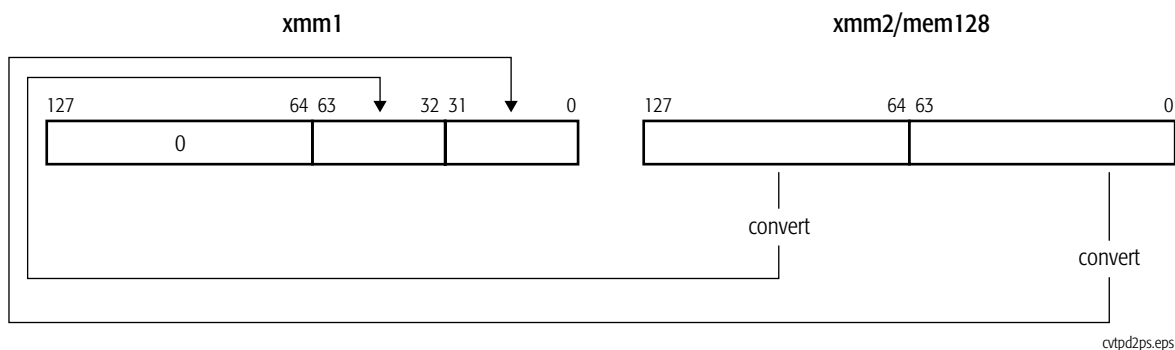 xmm1 xmm2/mem128
127 64 63 32 31 0 127 64 63 0
0
convert
convert
cvtpd2ps.eps